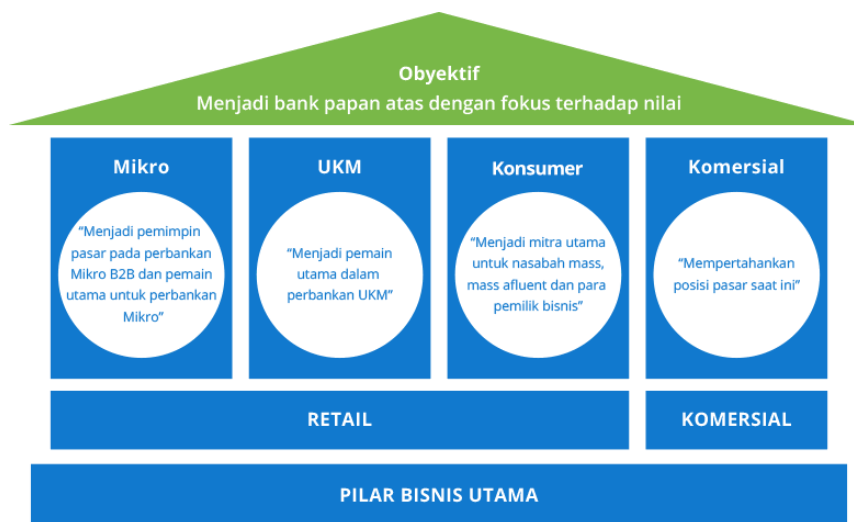 Obyektif
Menjadi bank papan atas dengan fokus terhadap nilai
Mikro
“Menjadi pemimpin
pasar pada perbankan
Mikro B2B dan pemain
utama untuk perbankan
Mikro”
UKM
“Menjadi pemain
utama dalam
perbankan UKM”
Konsumer
“Menjadi mitra utama
untuk nasabah mass,
mass afluent dan para
pemilik bisnis”
Komersial
“Mempertahankan
posisi pasar saat ini”
RETAIL
KOMERSIAL
PILAR BISNIS UTAMA